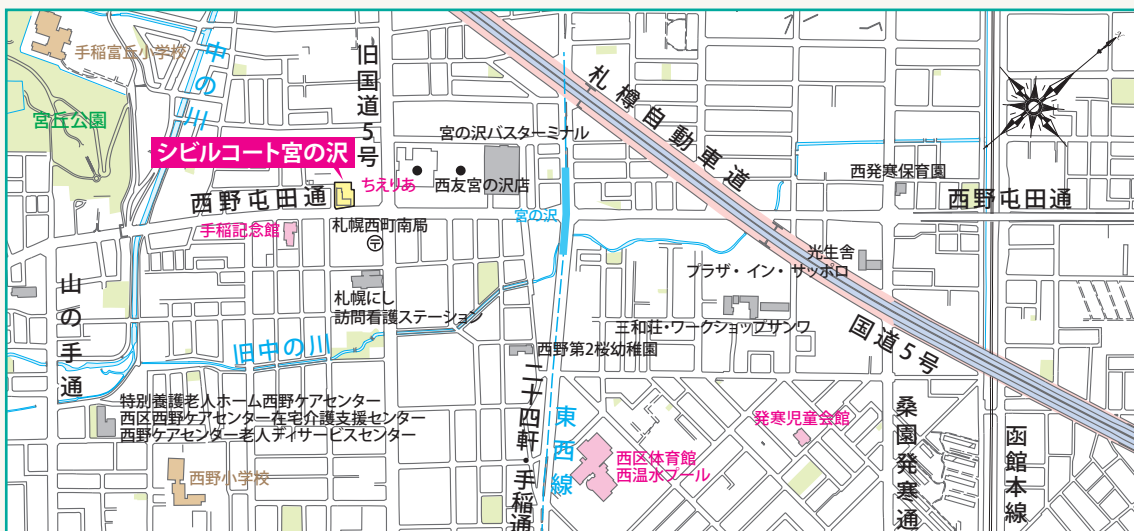 手稲富丘小学校
中の川
旧国道5号
札樽自動車道
宮丘公園
宮の沢バスターミナル
シビルコート宮の沢
ちえりあ
西友宮の沢店
西発寒保育園
西野屯田通
西野屯田通
宮の沢
手稲記念館
札幌西町南局
〒
光生舎
プラザ・イン・サッポロ
山の手通
札幌にし
訪問看護ステーション
三和荘・ワークショップサンワ
国道5号
旧中の川
西野第2桜幼稚園
二十四軒・手稲通
東西線
特別養護老人ホーム西野ケアセンター
西区西野ケアセンター在宅介護支援センター
西野ケアセンター老人デイサービスセンター
発寒児童会館
桑園発寒通
函館本線
西区体育館
西温水プール
西野小学校